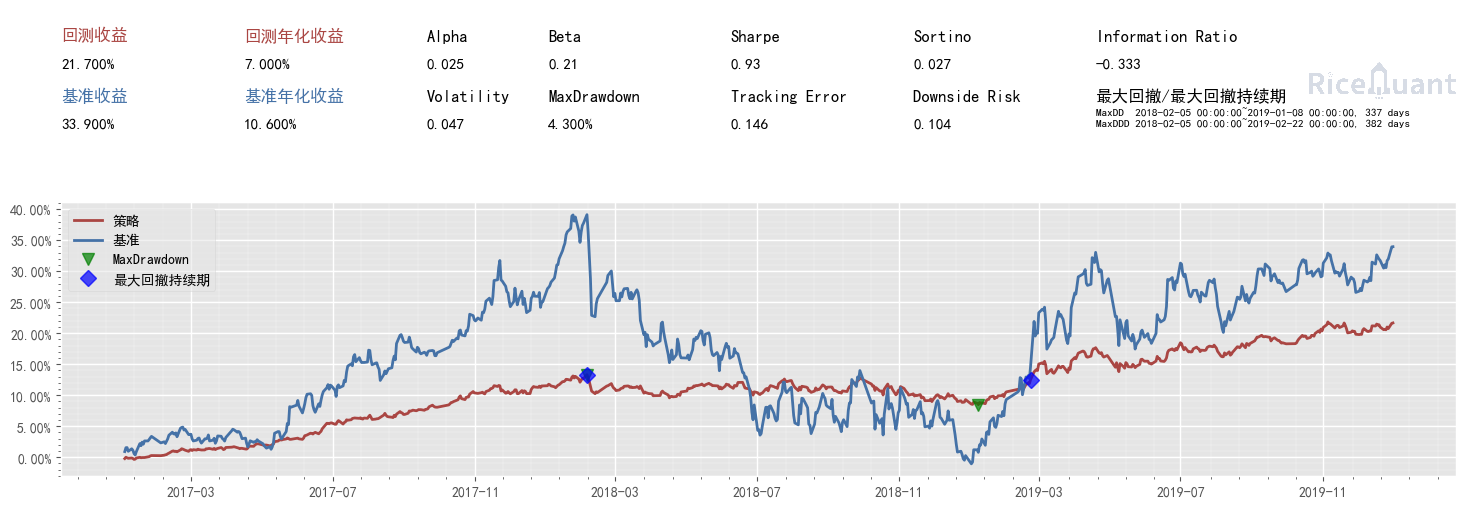 回测收益 回测年化收益 Alpha Beta Sharpe Sortino Information Ratio
21.700% 7.000% 0.025 0.21 0.93 0.027 -0.333
RiceQuant
基准收益 基准年化收益 Volatility MaxDrawdown Tracking Error Downside Risk 最大回撤/最大回撤持续期
33.900% 10.600% 0.047 4.300% 0.146 0.104
MaxDD 2018-02-05 00:00:00~2019-01-08 00:00:00, 337 days
MaxDDD 2018-02-05 00:00:00~2019-02-22 00:00:00, 382 days
40.00%
35.00%
30.00%
25.00%
20.00%
15.00%
10.00%
5.00%
0.00%
策略
基准
MaxDrawdown
最大回撤持续期
2017-03 2017-07 2017-11 2018-03 2018-07 2018-11 2019-03 2019-07 2019-11